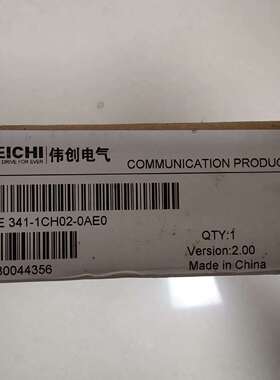 EICHI 伟创电气
DRIVE FOR EVER
COMMUNICATION PRODUC
E 341-1CH02-0AE0
QTY:1
Version:2.00
Made in China
30044356